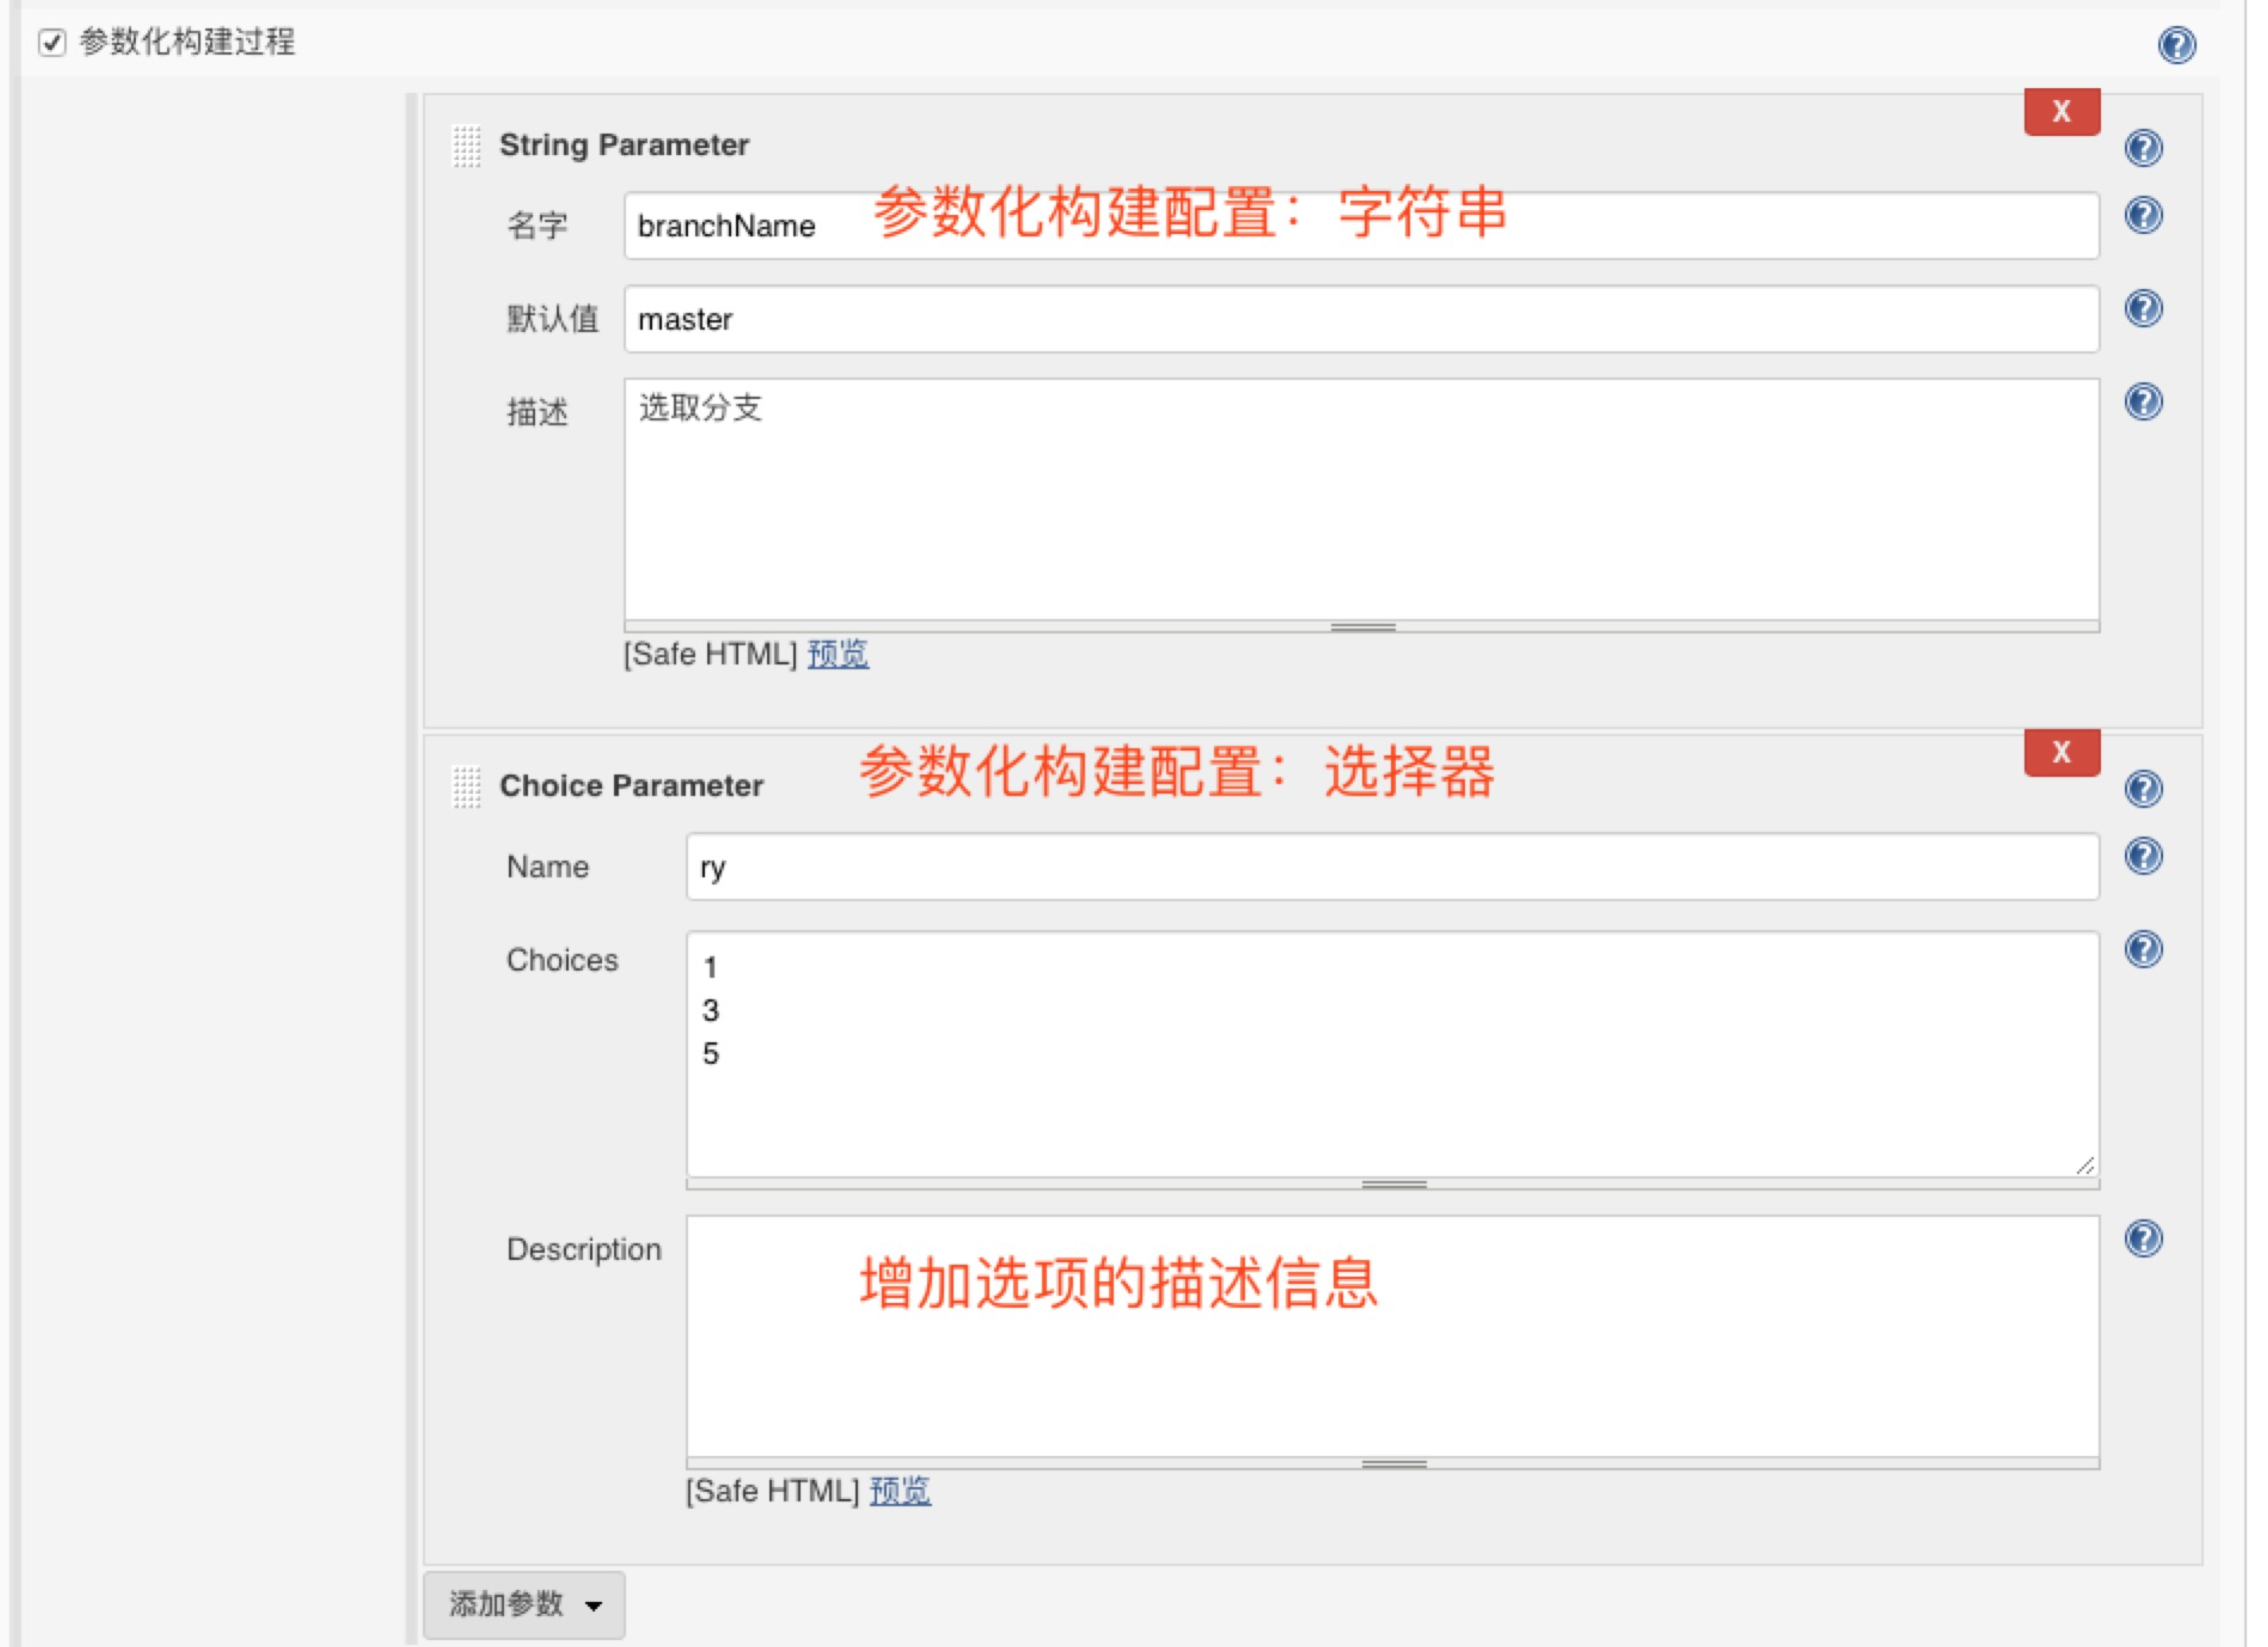 参数化构建过程
X
String Parameter
名字 branchName 参数化构建配置：字符串
默认值 master
描述 选取分支
[Safe HTML] 预览
X
Choice Parameter 参数化构建配置：选择器
Name ry
Choices 1
3
5
Description 增加选项的描述信息
[Safe HTML] 预览
添加参数